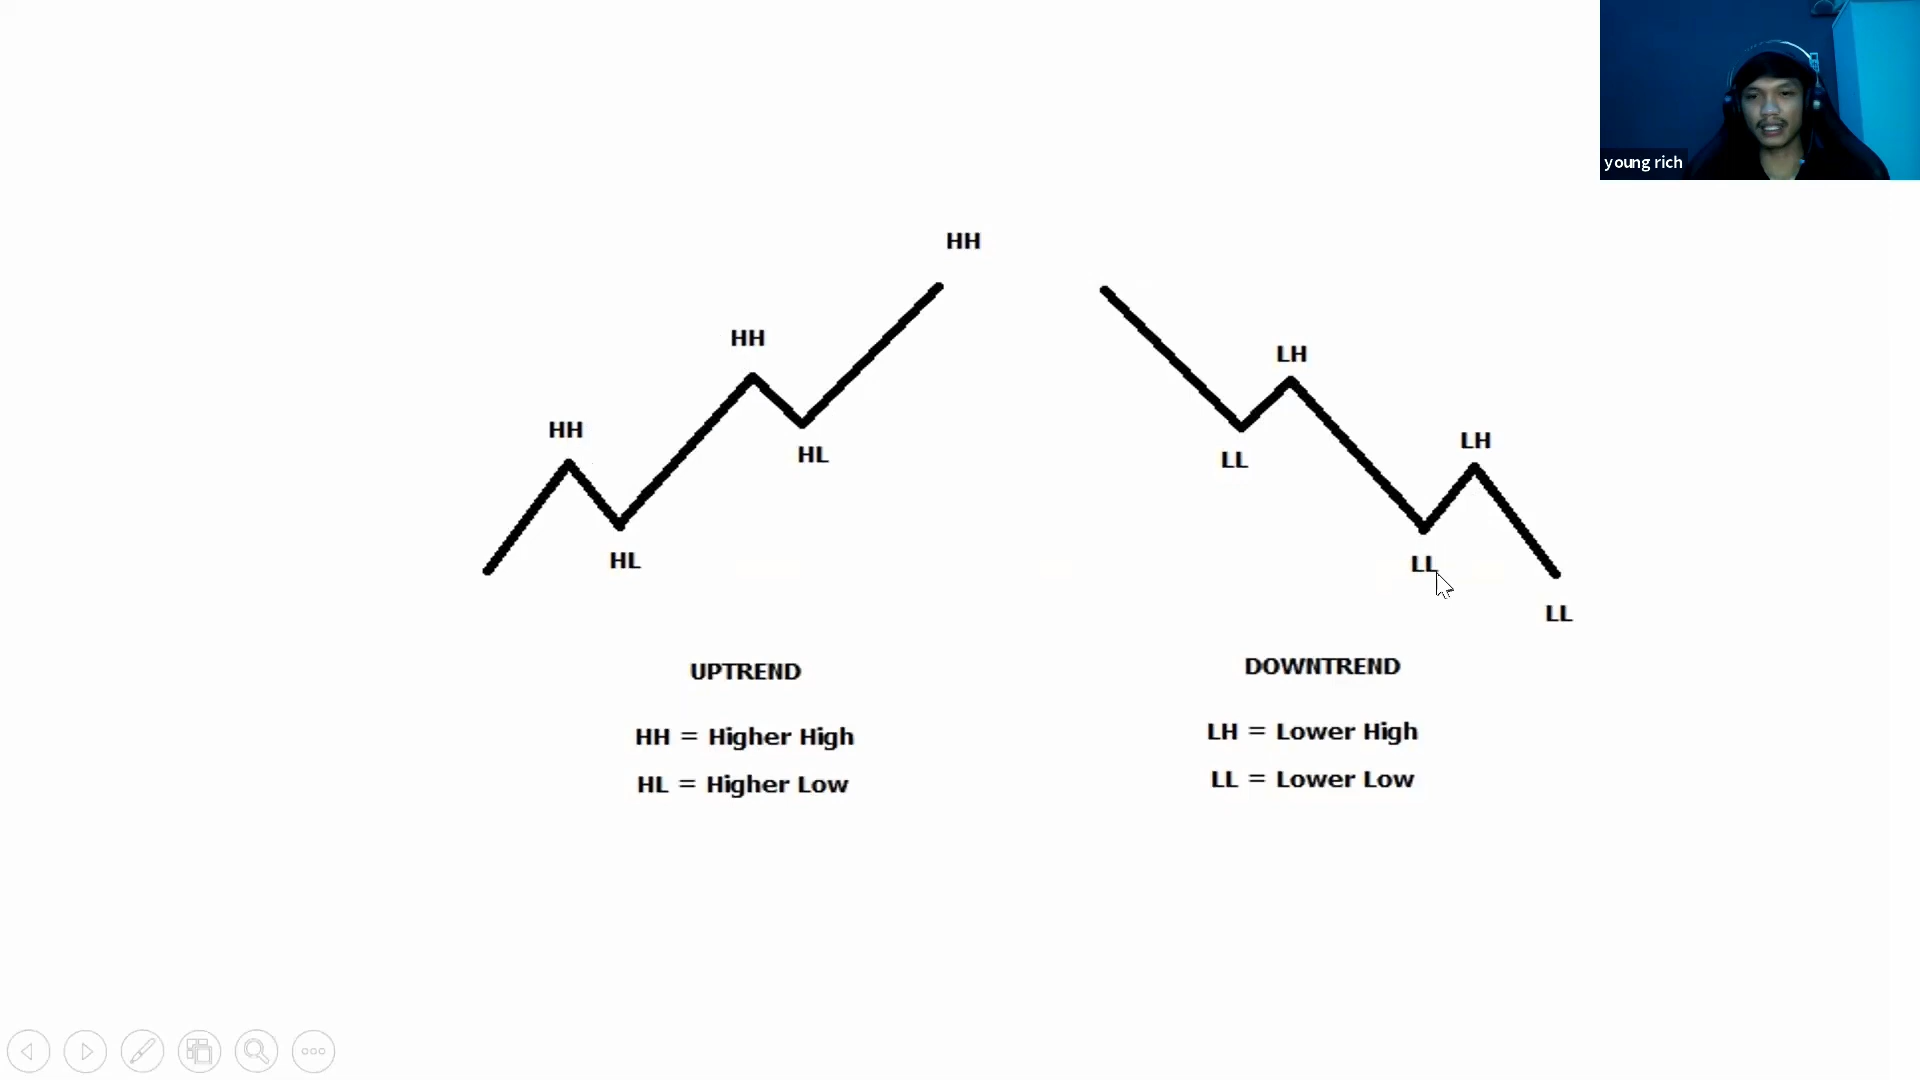 young rich
HH
HH
HH
HL
HL
LH
LH
LL
LL
LL
UPTREND
HH = Higher High
HL = Higher Low
DOWNTREND
LH = Lower High
LL = Lower Low